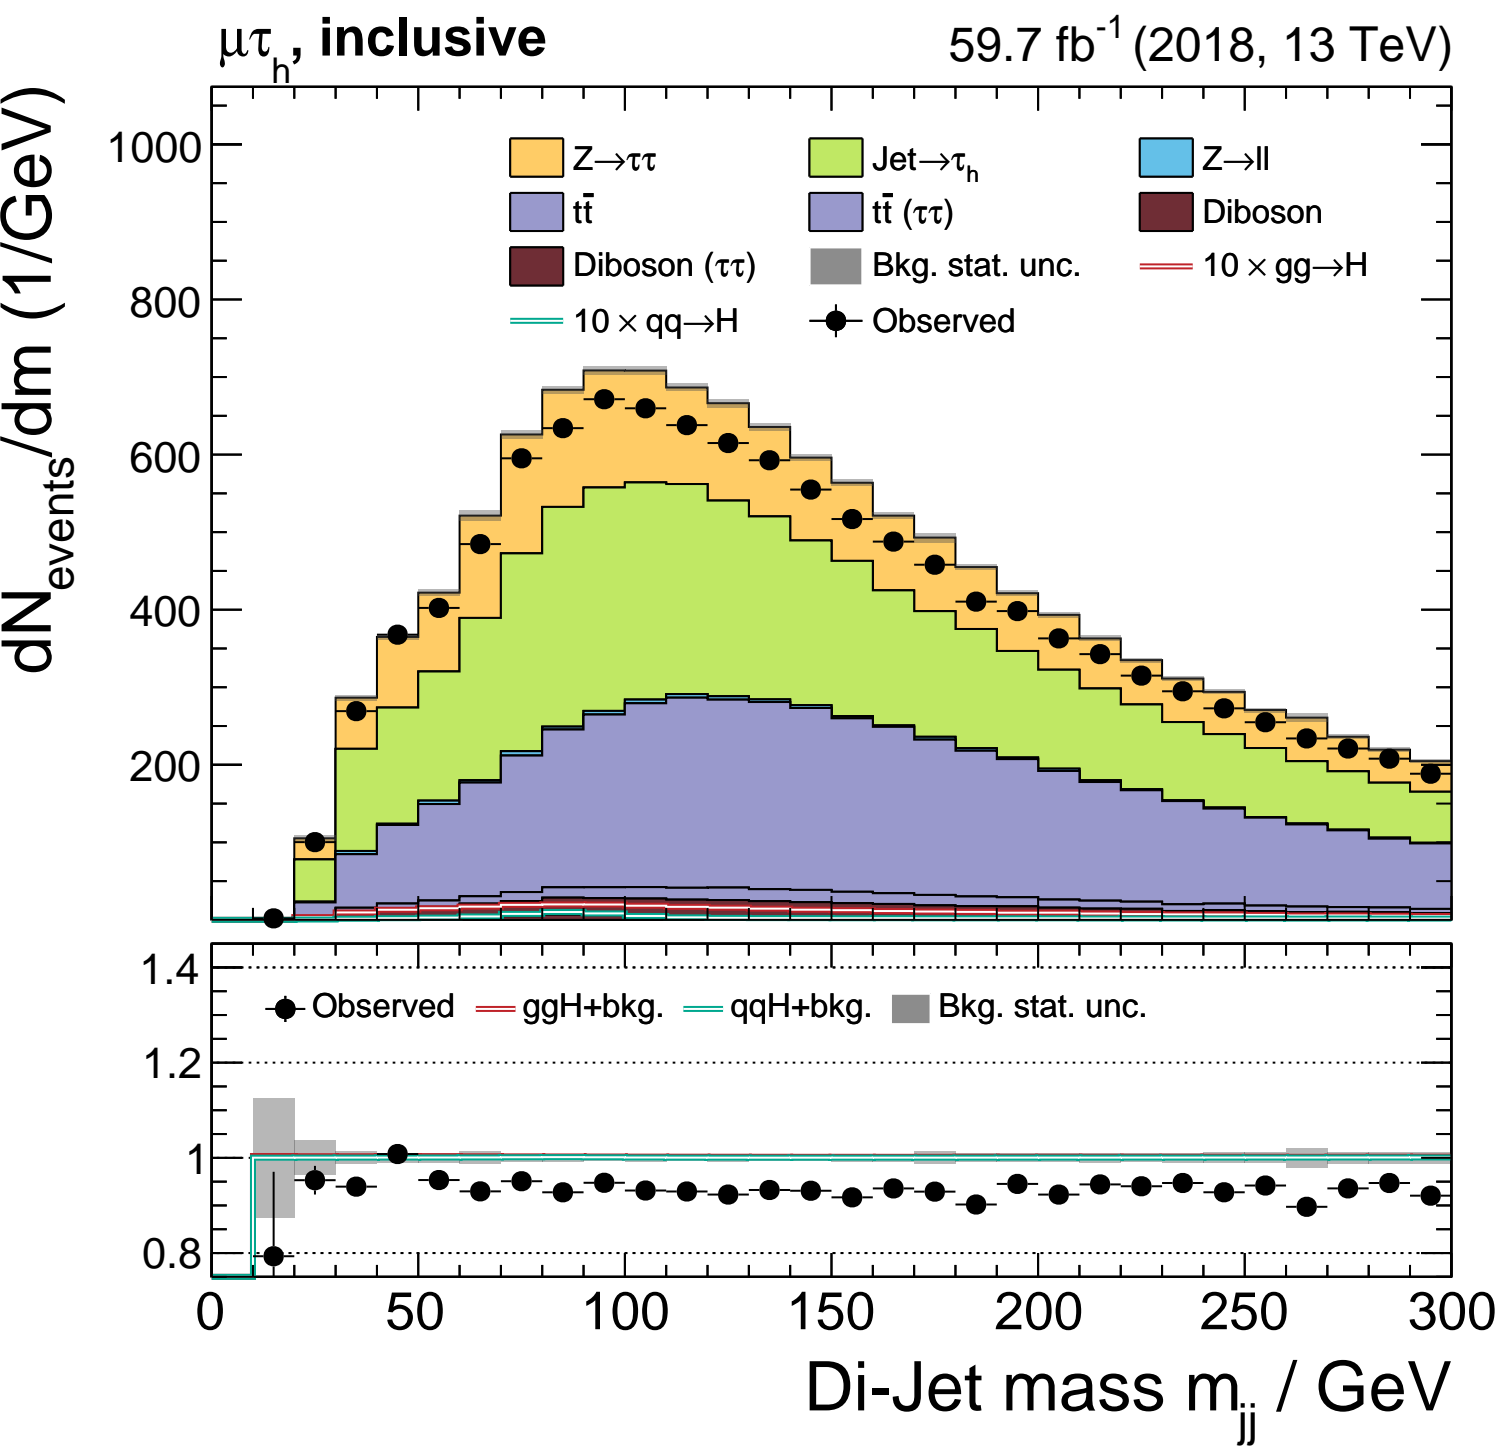 μτh, inclusive 59.7 fb-1 (2018, 13 TeV)
dNevents/dm (1/GeV)
1000
800
600
400
200
Z→ττ Jet→τh Z→ll
tt̄ tt̄ (ττ) Diboson
Diboson (ττ) Bkg. stat. unc. 10 × gg→H
10 × qq→H Observed
1.4
1.2
1
0.8
Observed ggH+bkg. qqH+bkg. Bkg. stat. unc.
0 50 100 150 200 250 300
Di-Jet mass mjj / GeV